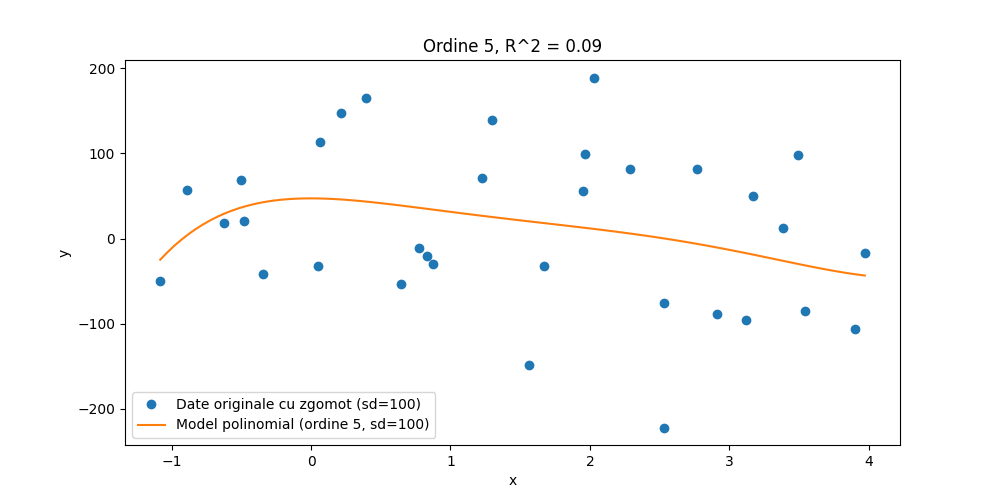 Ordine 5, R^2 = 0.09
y
200
100
0
−100
−200
Date originale cu zgomot (sd=100)
Model polinomial (ordine 5, sd=100)
−1 0 1 2 3 4
x